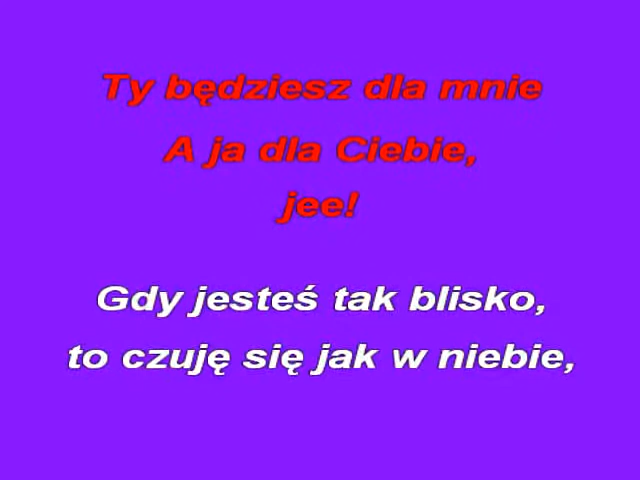 Ty będziesz dla mnie
A ja dla Ciebie,
jee!
Gdy jesteś tak blisko,
to czuję się jak w niebie,